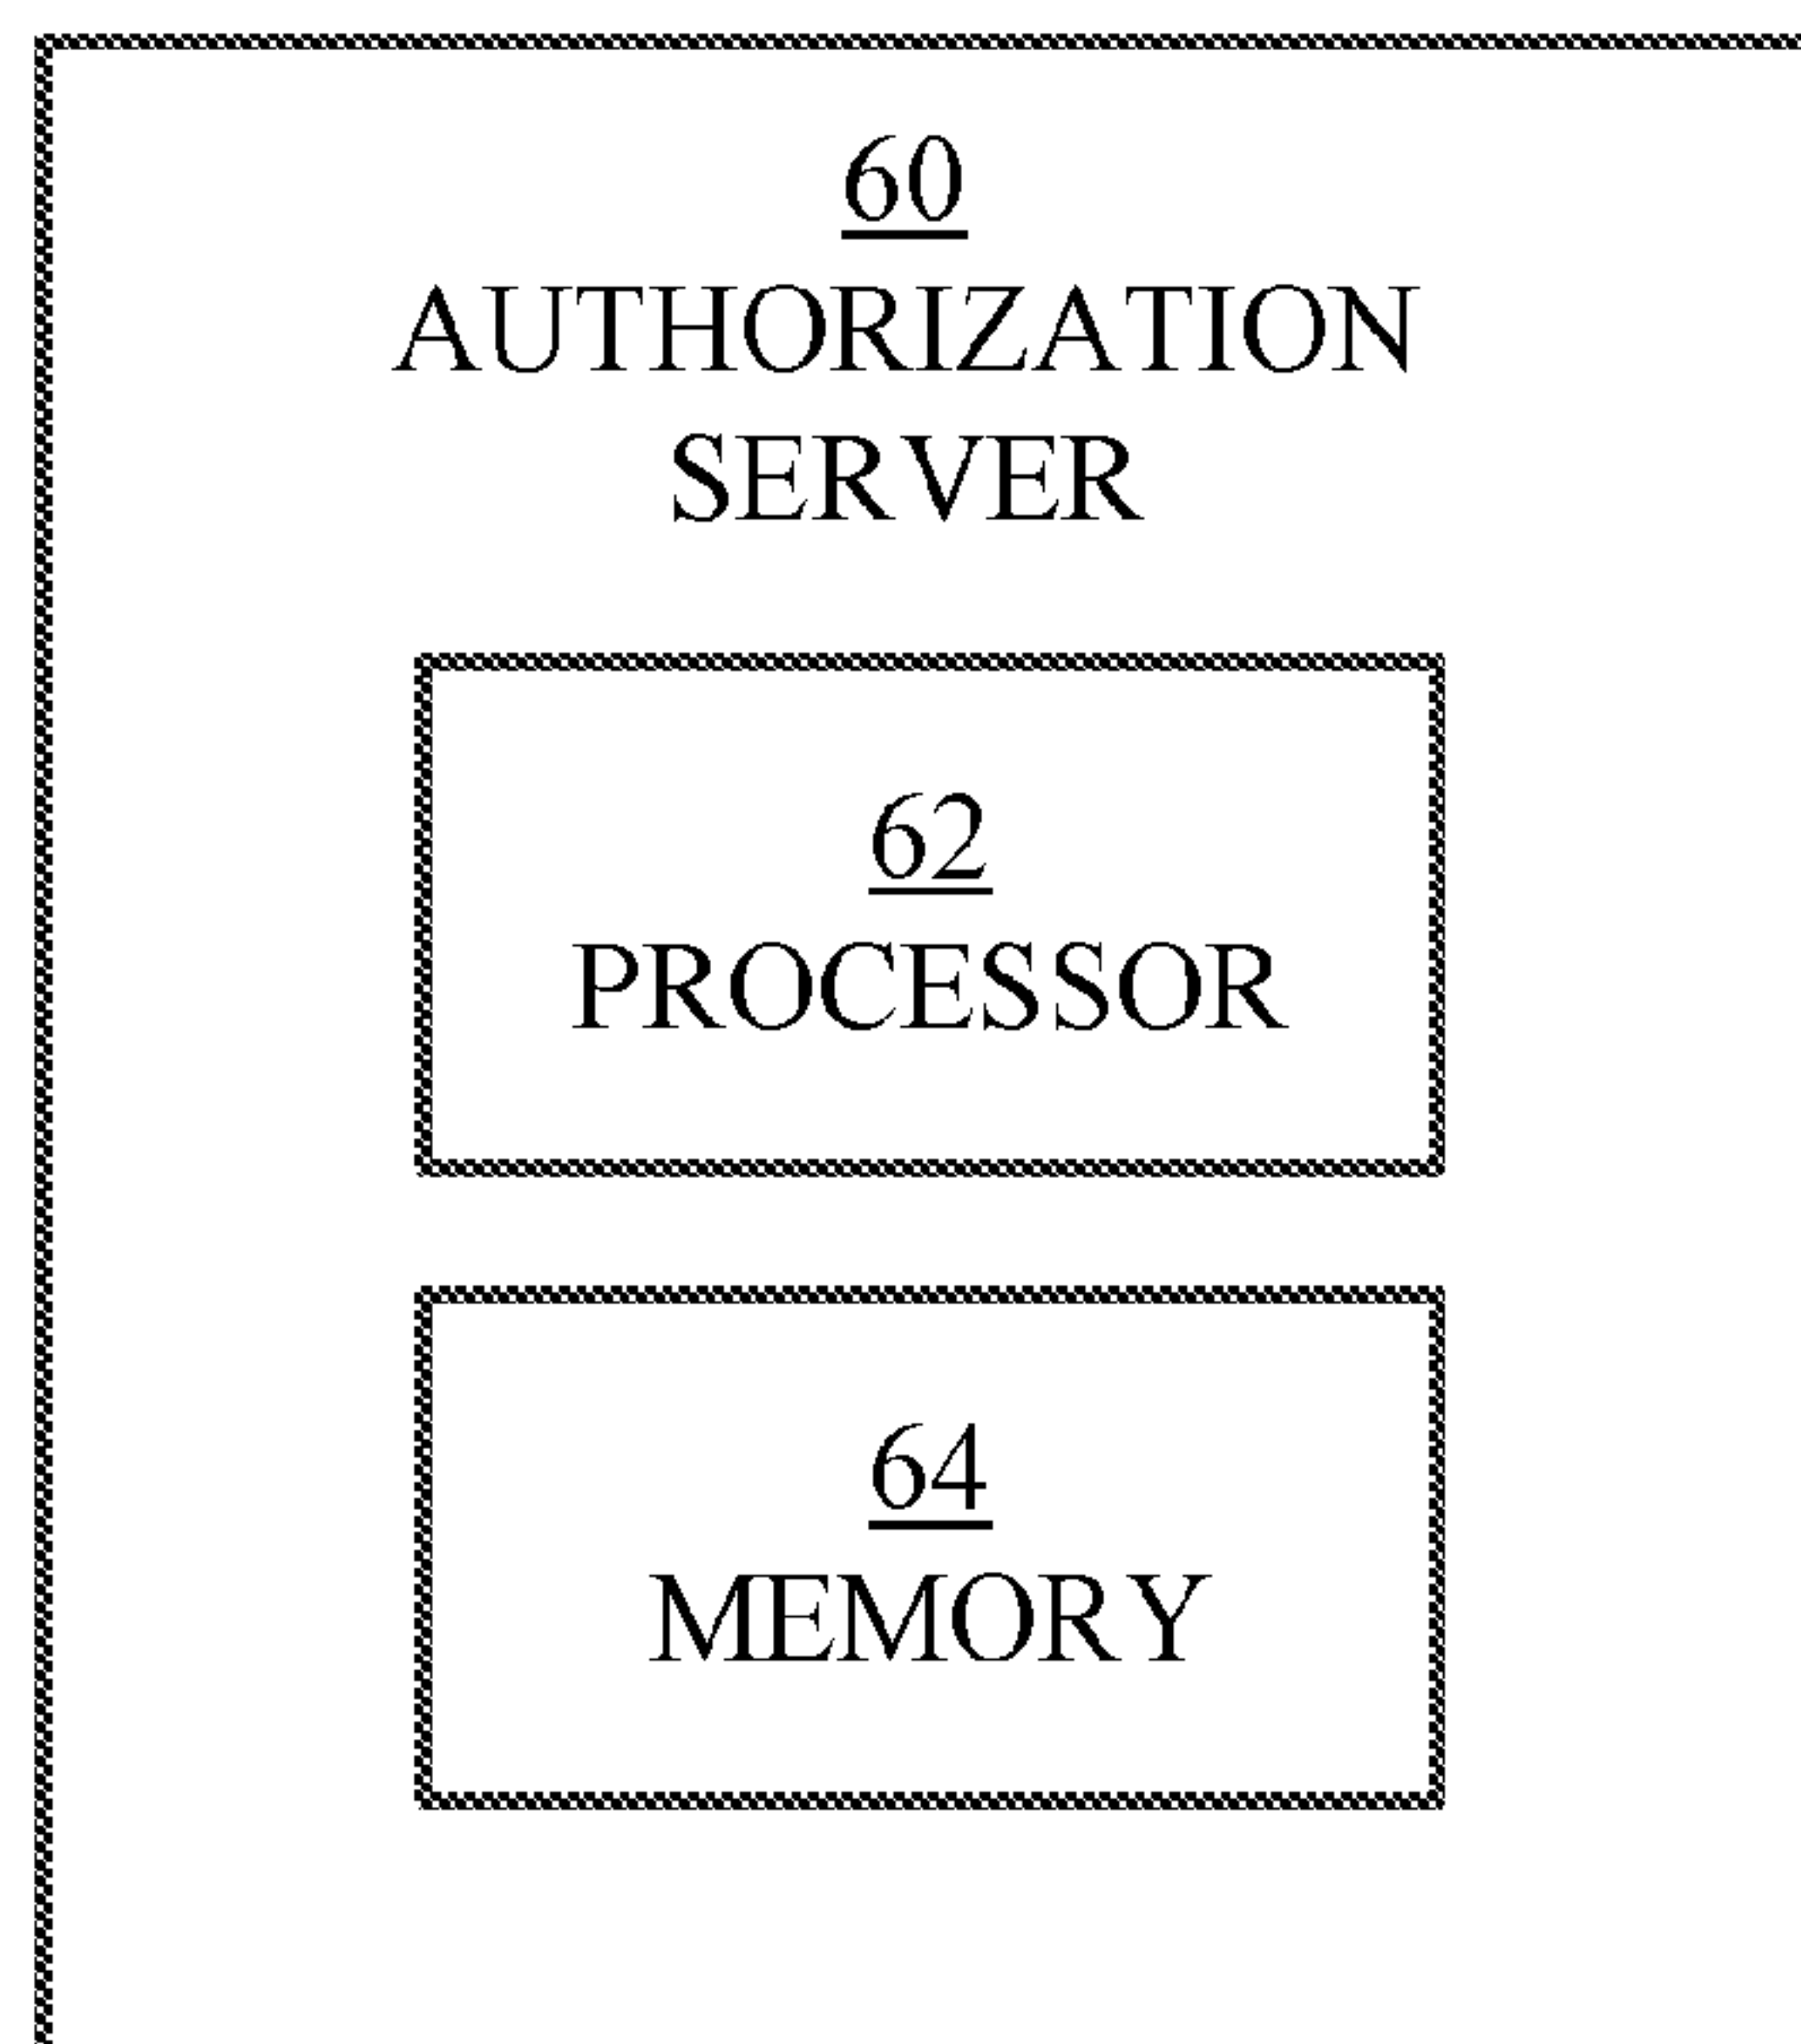 60
AUTHORIZATION
SERVER
62
PROCESSOR
64
MEMORY